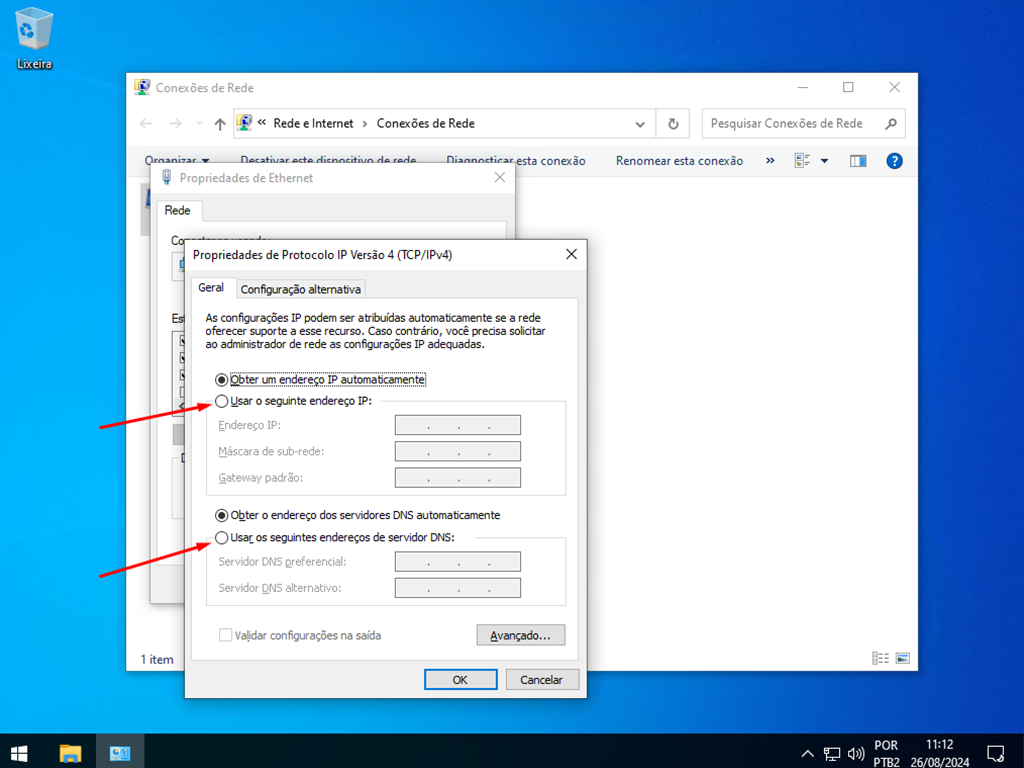 Lixeira
Conexões de Rede
« Rede e Internet › Conexões de Rede
Pesquisar Conexões de Rede
Organizar Desativar este dispositivo de rede Diagnosticar esta conexão Renomear esta conexão »
Propriedades de Ethernet
Rede
Propriedades de Protocolo IP Versão 4 (TCP/IPv4)
Geral
Configuração alternativa
As configurações IP podem ser atribuídas automaticamente se a rede
oferecer suporte a esse recurso. Caso contrário, você precisa solicitar
ao administrador de rede as configurações IP adequadas.
Obter um endereço IP automaticamente
Usar o seguinte endereço IP:
Endereço IP:
Máscara de sub-rede:
Gateway padrão:
Obter o endereço dos servidores DNS automaticamente
Usar os seguintes endereços de servidor DNS:
Servidor DNS preferencial:
Servidor DNS alternativo:
Validar configurações na saída
Avançado...
OK
Cancelar
1 item
POR
PTB2
11:12
26/08/2024